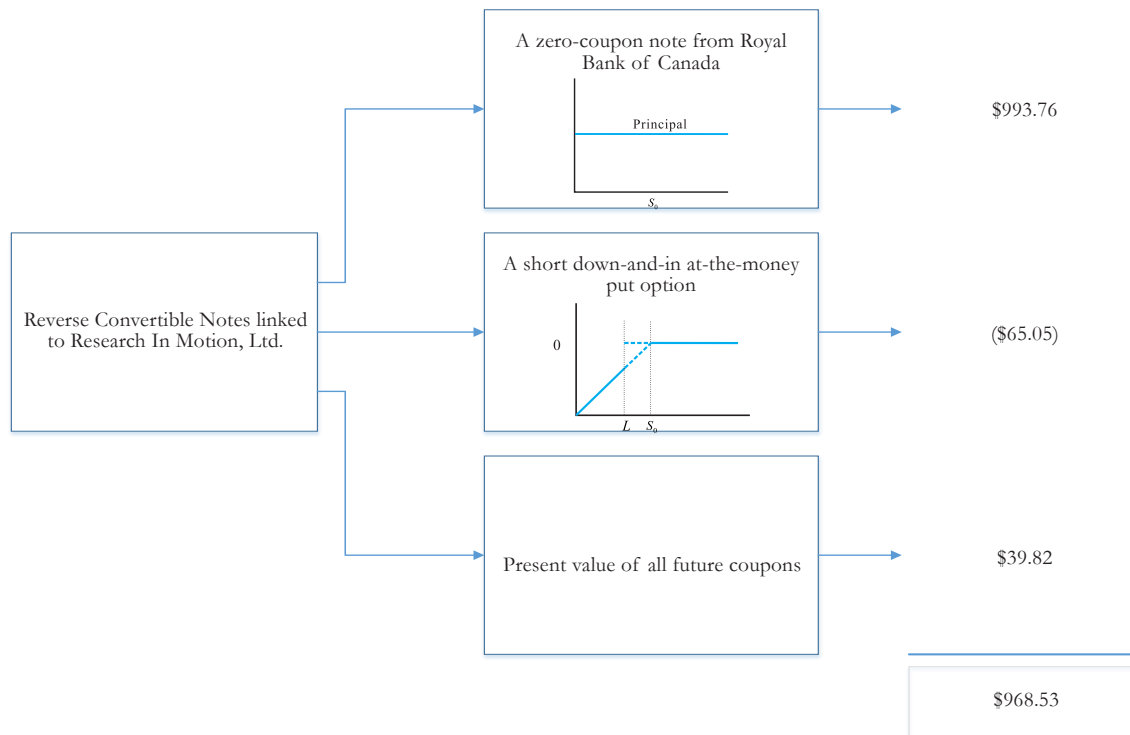 A zero-coupon note from Royal
Bank of Canada
Principal
S₀
$993.76
Reverse Convertible Notes linked
to Research In Motion, Ltd.
A short down-and-in at-the-money
put option
0
L S₀
($65.05)
Present value of all future coupons
$39.82
$968.53